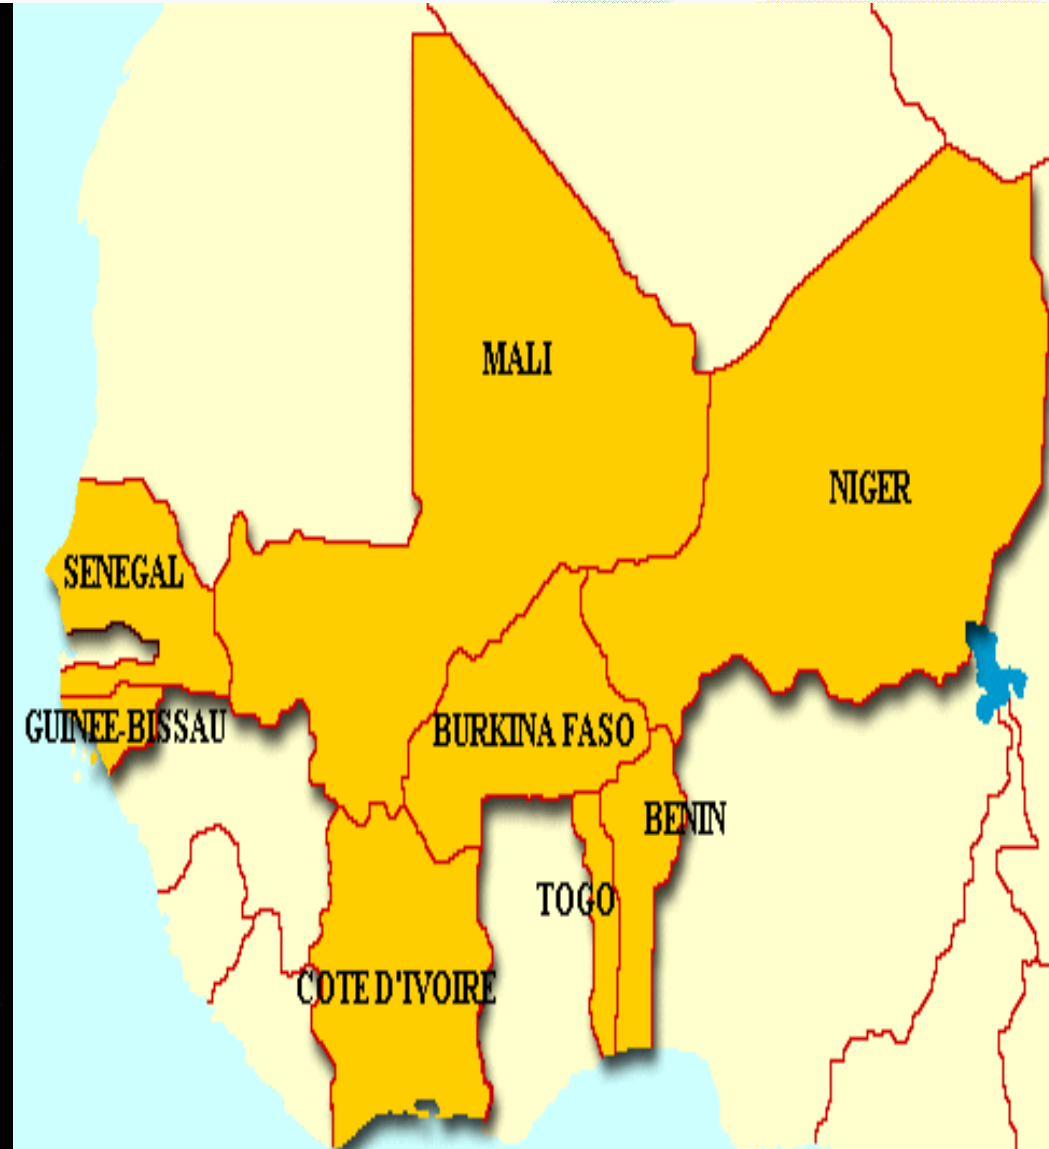 MALI
NIGER
SENEGAL
GUINEE-BISSAU
BURKINA FASO
BENIN
TOGO
COTE D'IVOIRE